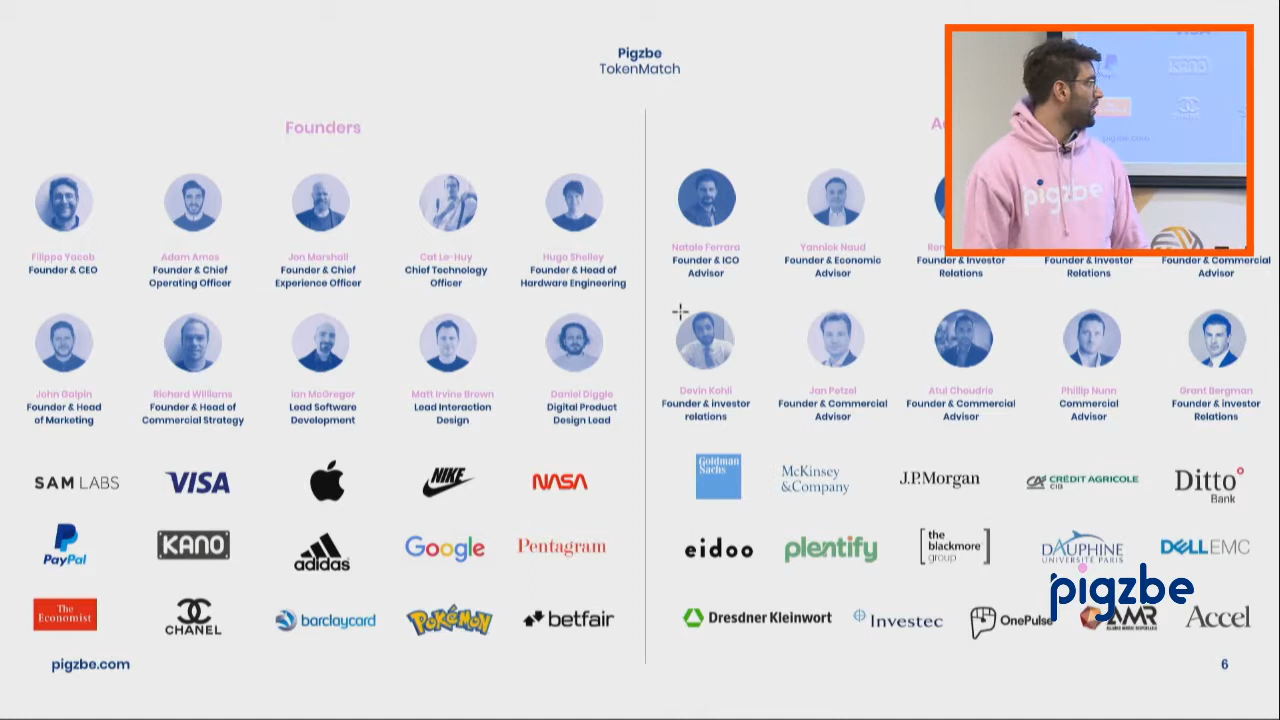 Pigzbe
TokenMatch
Founders
Filippo Yacob
Founder & CEO
Adam Amos
Founder & Chief
Operating Officer
Jon Marshall
Founder & Chief
Experience Officer
Cat Le-Huy
Chief Technology
Officer
Hugo Shelley
Founder & Head of
Hardware Engineering
John Galpin
Founder & Head
of Marketing
Richard Williams
Founder & Head of
Commercial Strategy
Ian McGregor
Lead Software
Development
Matt Irvine Brown
Lead Interaction
Design
Daniel Diggle
Digital Product
Design Lead
SAM LABS
VISA
NIKE
NASA
PayPal
KANO
adidas
Google
Pentagram
The
Economist
CHANEL
barclaycard
POKéMON
betfair
pigzbe.com
Natale Ferrara
Founder & ICO
Advisor
Yannick Naud
Founder & Economic
Advisor
Founder & Investor
Relations
Founder & Investor
Relations
Founder & Commercial
Advisor
Devin Kohli
Founder & investor
relations
Jan Petzel
Founder & Commercial
Advisor
Atul Choudrie
Founder & Commercial
Advisor
Phillip Nunn
Commercial
Advisor
Grant Bergman
Founder & investor
Relations
Goldman
Sachs
McKinsey
&Company
J.P.Morgan
CA CRÉDIT AGRICOLE
CIB
Ditto
Bank
eidoo
plentify
the
blackmore
group
DAUPHINE
UNIVERSITÉ PARIS
DELLEMC
pigzbe
Dresdner Kleinwort
Investec
OnePulse
AMR
Accel
6
pigzbe
KANO
pigzbe.com